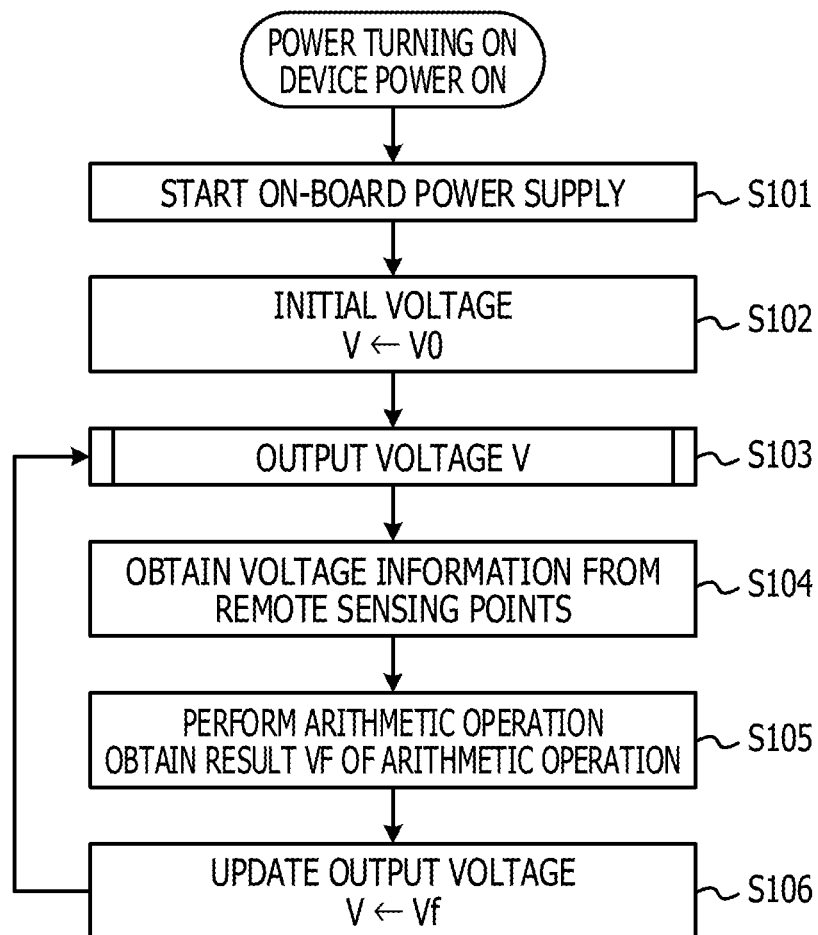 POWER TURNING ON
DEVICE POWER ON
START ON-BOARD POWER SUPPLY
S101
INITIAL VOLTAGE
V ← V0
S102
OUTPUT VOLTAGE V
S103
OBTAIN VOLTAGE INFORMATION FROM
REMOTE SENSING POINTS
S104
PERFORM ARITHMETIC OPERATION
OBTAIN RESULT VF OF ARITHMETIC OPERATION
S105
UPDATE OUTPUT VOLTAGE
V ← Vf
S106